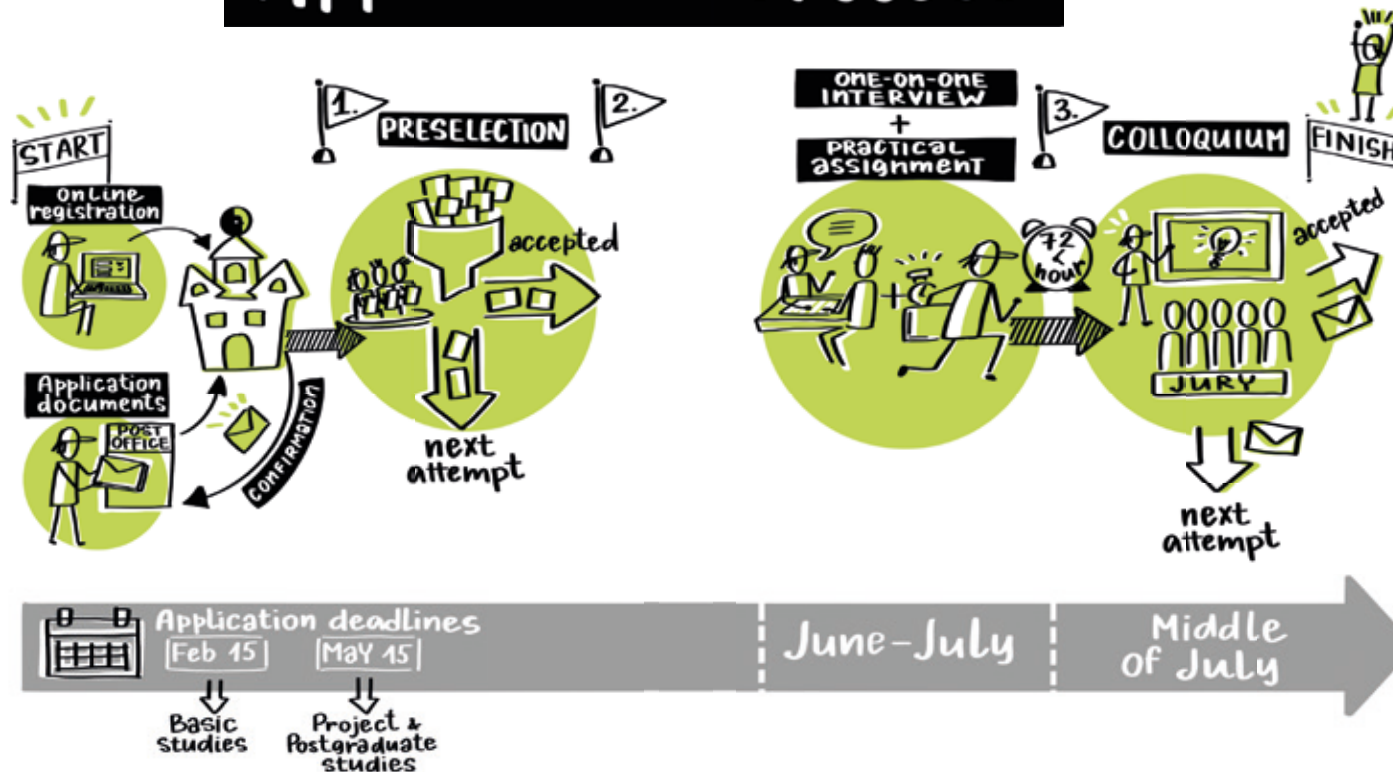 START
online
registration
Application
documents
POST
OFFICE
CONFIRMATION
1.
PRESELECTION
2.
accepted
next
attempt
ONE-ON-ONE
INTERVIEW
+
PRACTICAL
assignment
+
72
hour
3.
COLLOQUIUM
FINISH
accepted
JURY
next
attempt
Application deadlines
Feb 15
May 15
Basic
studies
Project &
Postgraduate
studies
June-July
Middle
of July